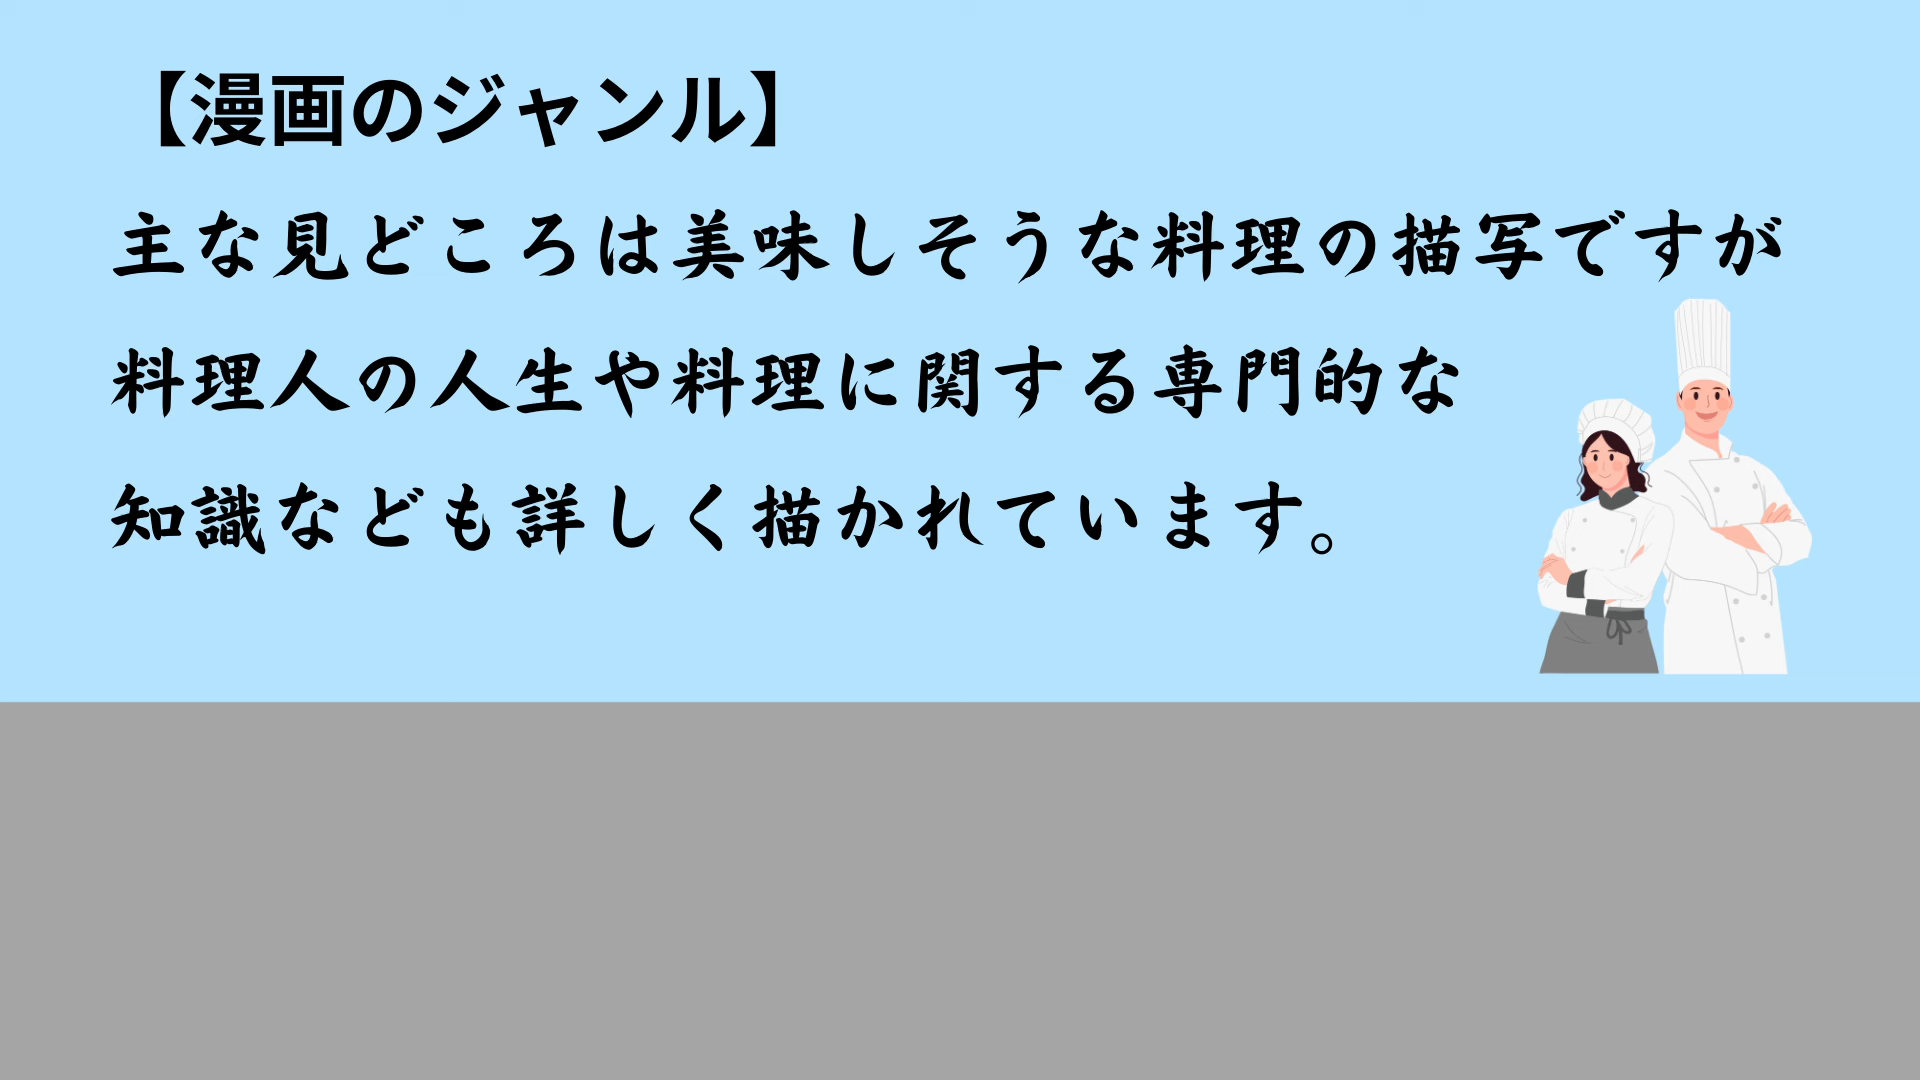 【漫画のジャンル】
主な見どころは美味しそうな料理の描写ですが
料理人の人生や料理に関する専門的な
知識なども詳しく描かれています。